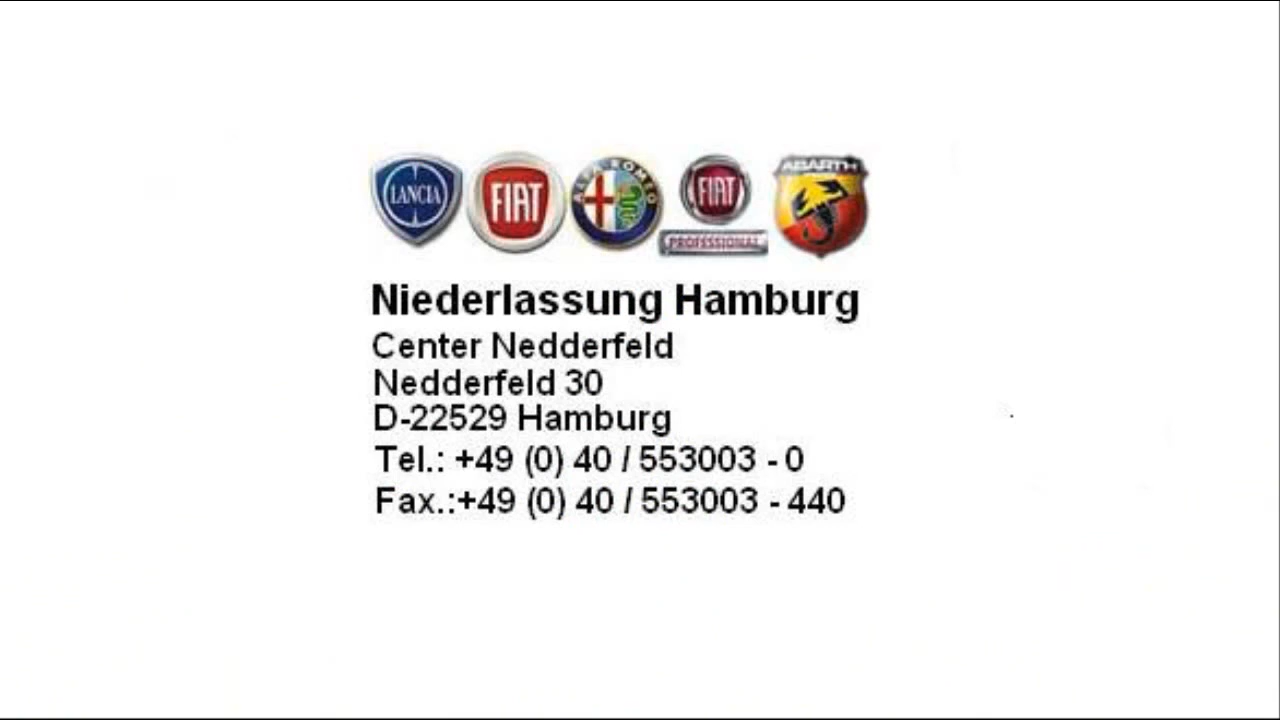 LANCIA FIAT ALFA ROMEO FIAT PROFESSIONAL ABARTH
Niederlassung Hamburg
Center Nedderfeld
Nedderfeld 30
D-22529 Hamburg
Tel.: +49 (0) 40 / 553003 - 0
Fax.:+49 (0) 40 / 553003 - 440